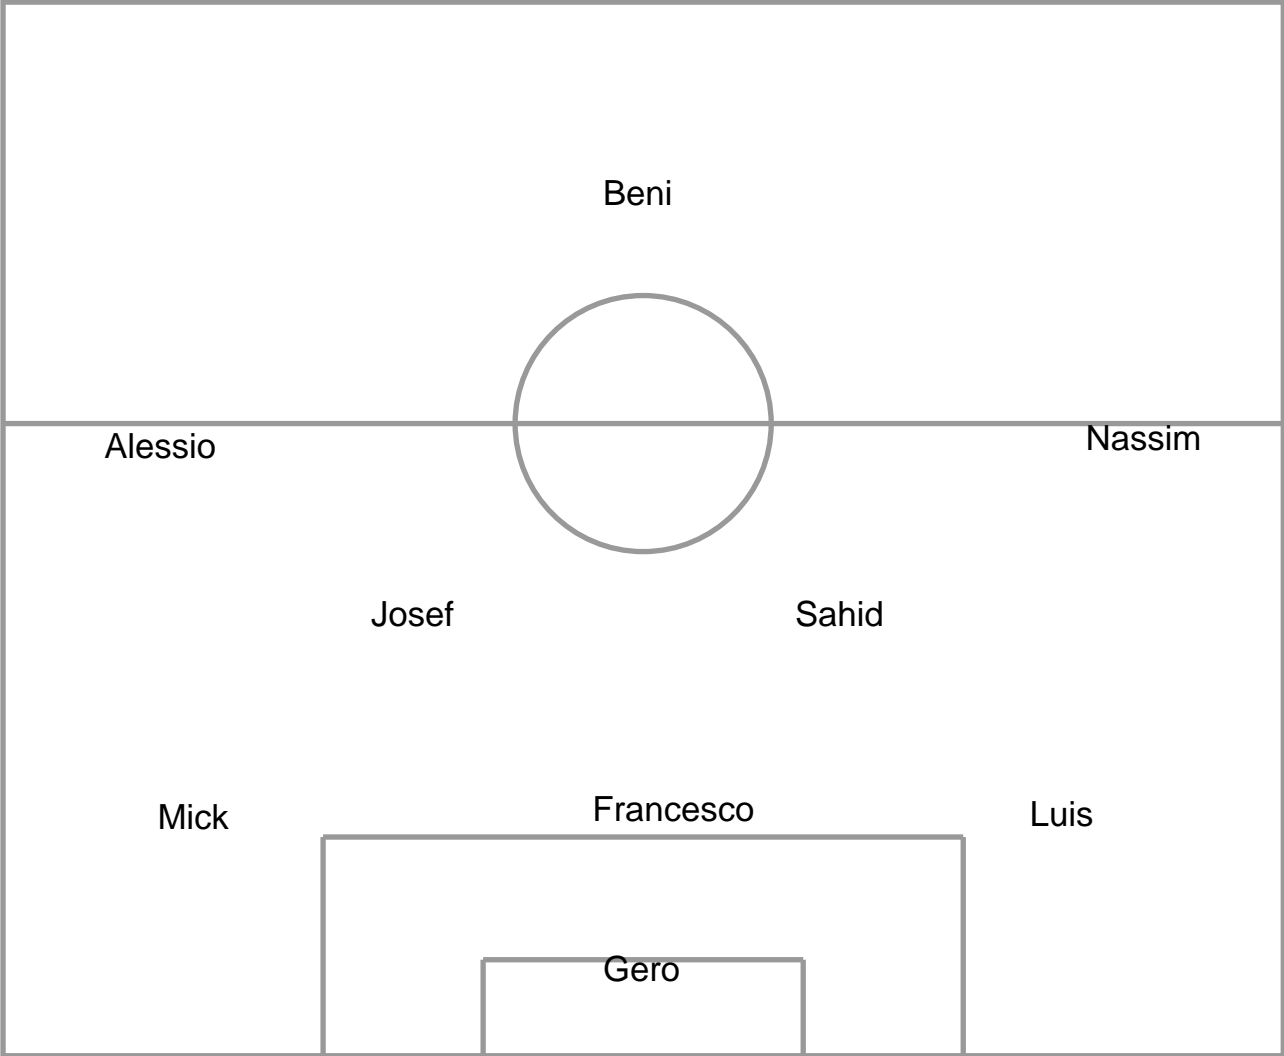 Beni
Alessio
Nassim
Josef
Sahid
Mick
Francesco
Luis
Gero